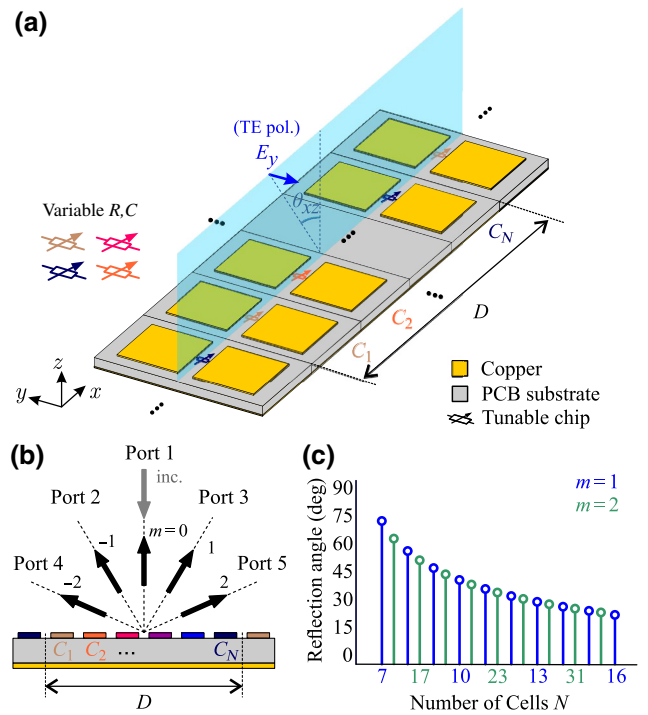 (a)
(TE pol.)
E_y
θ_xz
Variable R,C
C_N
D
C_2
C_1
z
y
x
Copper
PCB substrate
Tunable chip
(b)
Port 1
inc.
Port 2
Port 3
m=0
Port 4
-1
1
Port 5
-2
2
C_1
C_2
...
C_N
D
(c)
m=1
m=2
Reflection angle (deg)
90
75
60
45
30
15
0
7
17
10
23
13
31
16
Number of Cells N